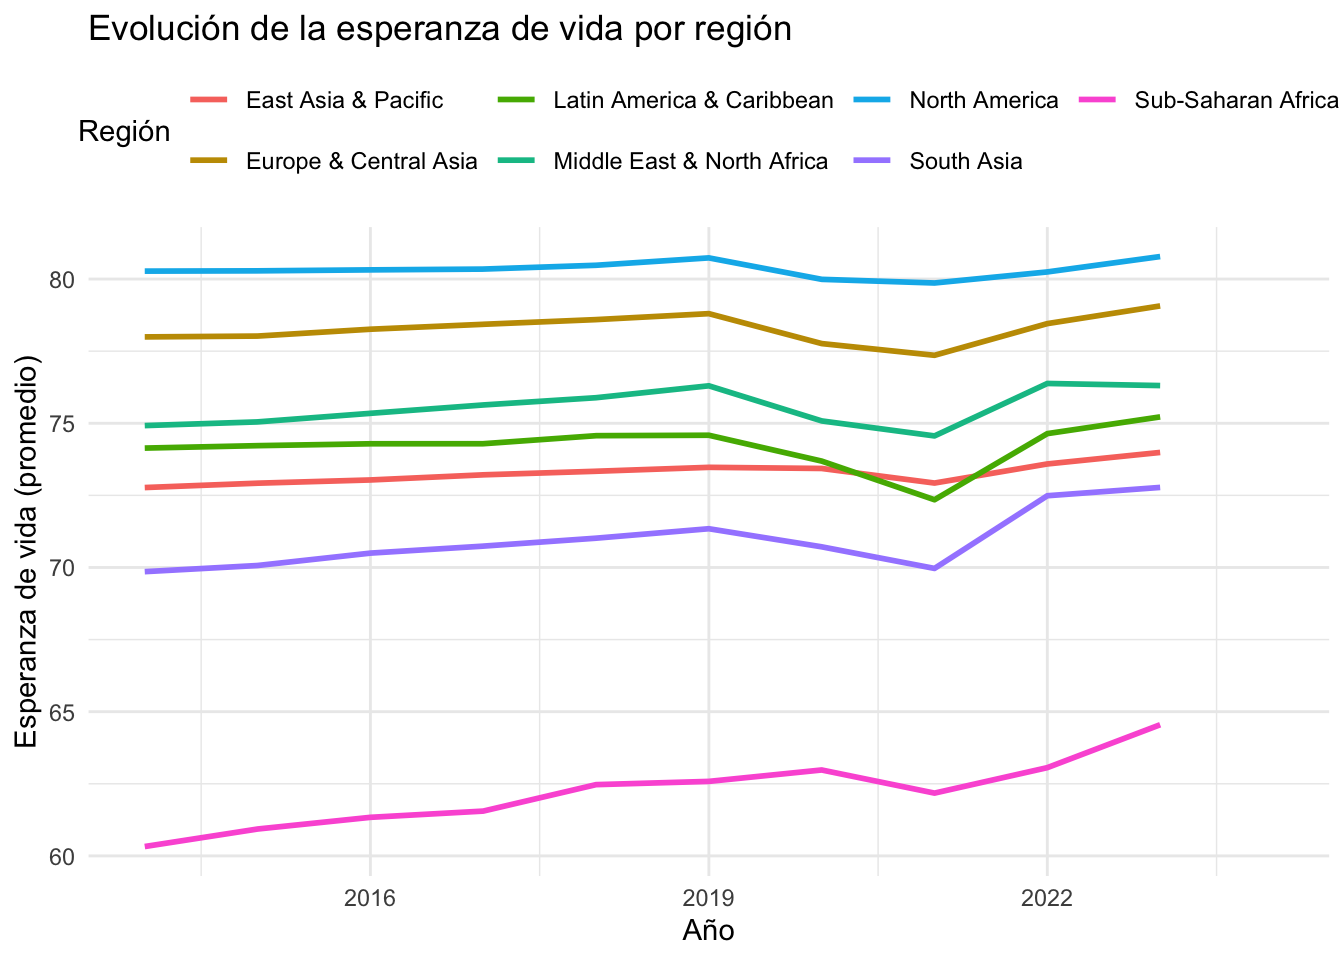 Evolución de la esperanza de vida por región
Región
East Asia & Pacific
Latin America & Caribbean
North America
Sub-Saharan Africa
Europe & Central Asia
Middle East & North Africa
South Asia
Esperanza de vida (promedio)
80
75
70
65
60
2016
2019
2022
Año